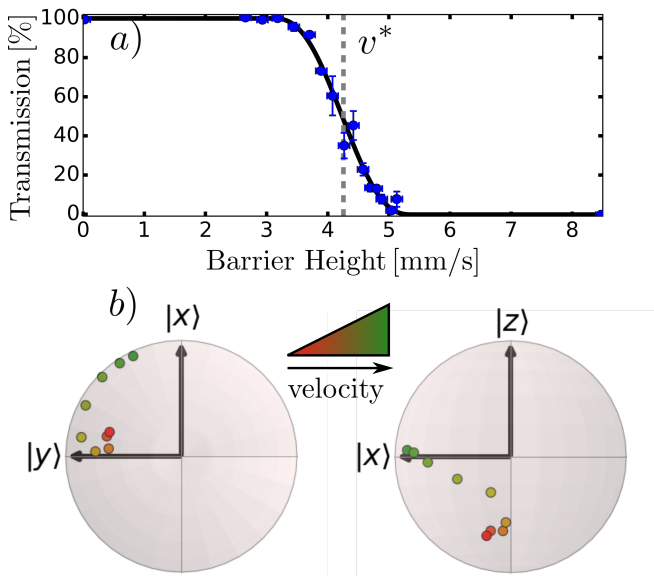 a)
v*
Transmission [%]
100
80
60
40
20
0
0 1 2 3 4 5 6 7 8
Barrier Height [mm/s]
b)
|x⟩
|y⟩
velocity
|z⟩
|x⟩